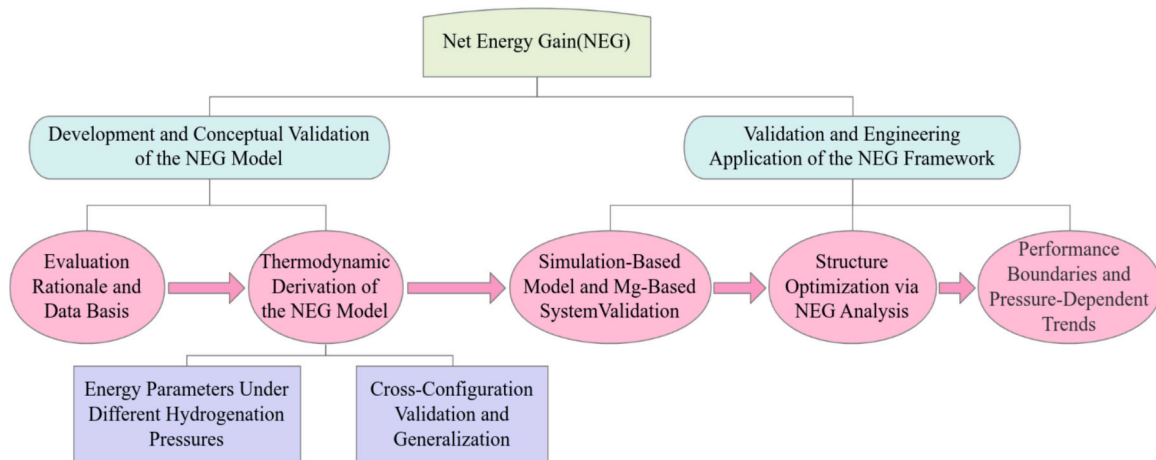 Net Energy Gain(NEG)
Development and Conceptual Validation
of the NEG Model
Validation and Engineering
Application of the NEG Framework
Evaluation
Rationale and
Data Basis
Thermodynamic
Derivation of
the NEG Model
Simulation-Based
Model and Mg-Based
SystemValidation
Structure
Optimization via
NEG Analysis
Performance
Boundaries and
Pressure-Dependent
Trends
Energy Parameters Under
Different Hydrogenation
Pressures
Cross-Configuration
Validation and
Generalization